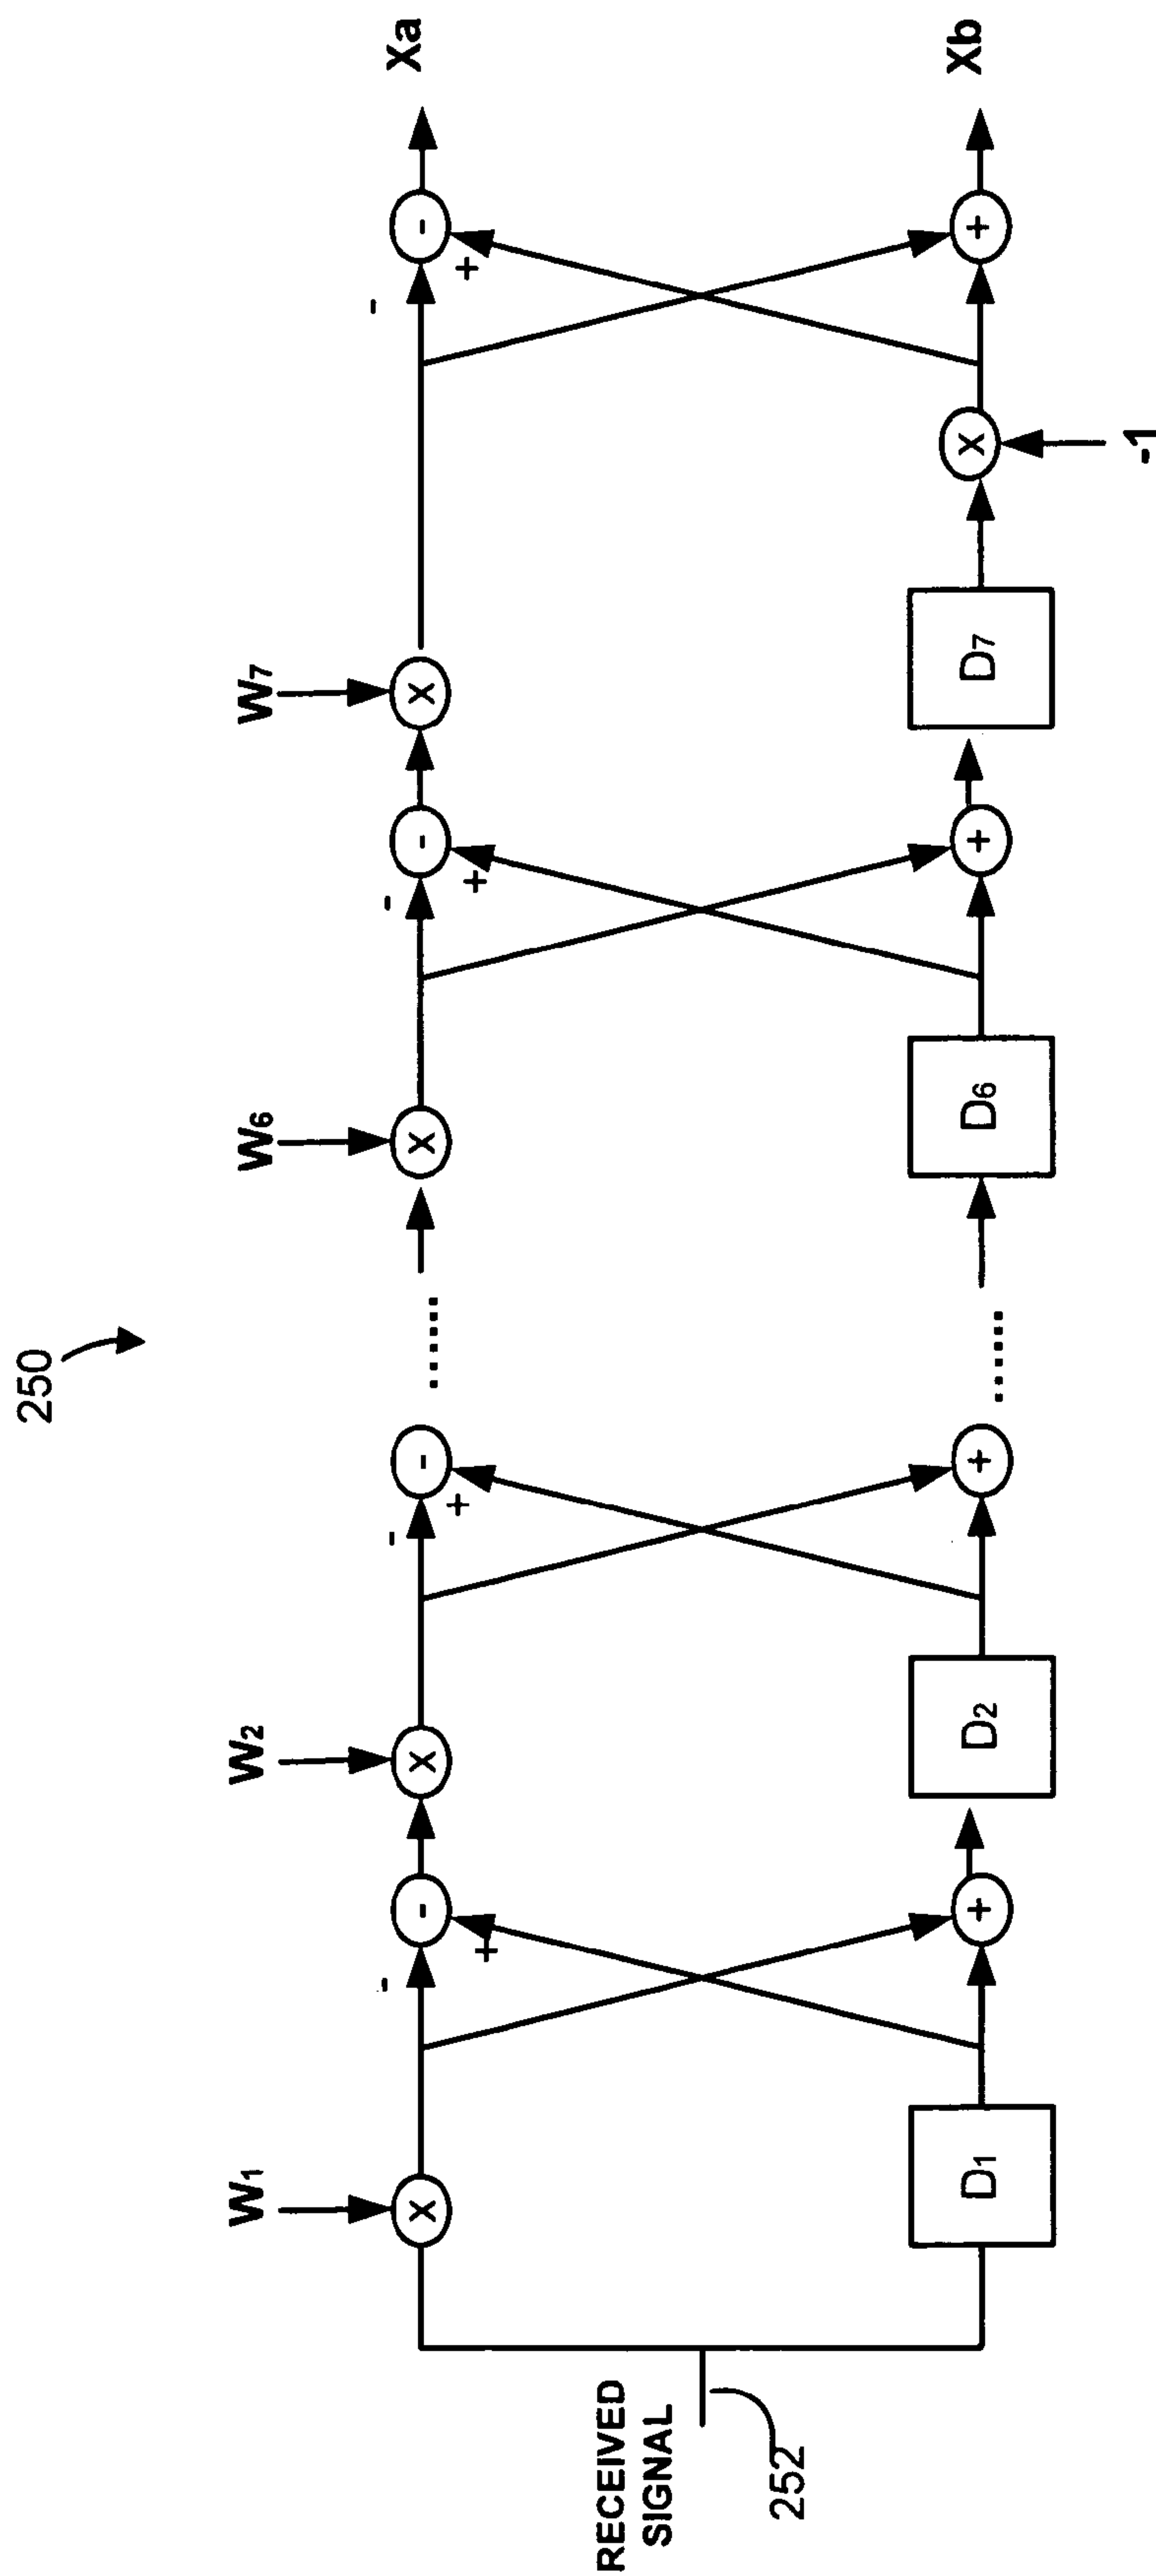 250
W1
W2
W6
W7
X
-
X
-
......
X
-
X
-
Xa
-
+
-
+
-
+
-
+
RECEIVED
SIGNAL
252
D1
+
D2
+
......
D6
+
D7
X
+
Xb
-1